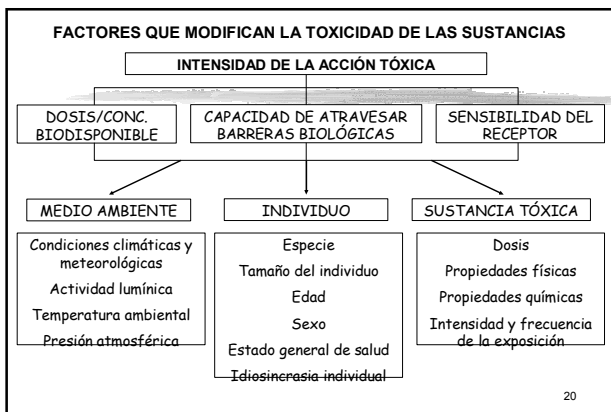 FACTORES QUE MODIFICAN LA TOXICIDAD DE LAS SUSTANCIAS
INTENSIDAD DE LA ACCIÓN TÓXICA
DOSIS/CONC.
BIODISPONIBLE
CAPACIDAD DE ATRAVESAR
BARRERAS BIOLÓGICAS
SENSIBILIDAD DEL
RECEPTOR
MEDIO AMBIENTE
Condiciones climáticas y
meteorológicas
Actividad lumínica
Temperatura ambiental
Presión atmosférica
INDIVIDUO
Especie
Tamaño del individuo
Edad
Sexo
Estado general de salud
Idiosincrasia individual
SUSTANCIA TÓXICA
Dosis
Propiedades físicas
Propiedades químicas
Intensidad y frecuencia
de la exposición
20